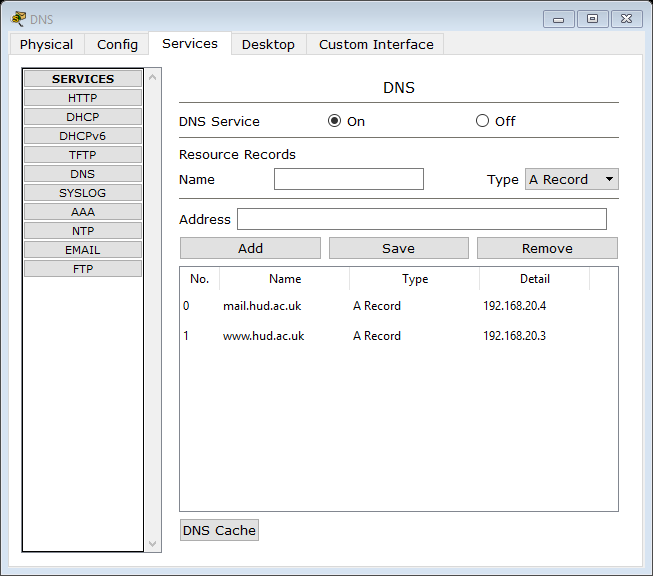 DNS
Physical Config Services Desktop Custom Interface
SERVICES
HTTP
DHCP
DHCPv6
TFTP
DNS
SYSLOG
AAA
NTP
EMAIL
FTP
DNS
DNS Service On Off
Resource Records
Name Type A Record
Address
Add Save Remove
No. Name Type Detail
0 mail.hud.ac.uk A Record 192.168.20.4
1 www.hud.ac.uk A Record 192.168.20.3
DNS Cache